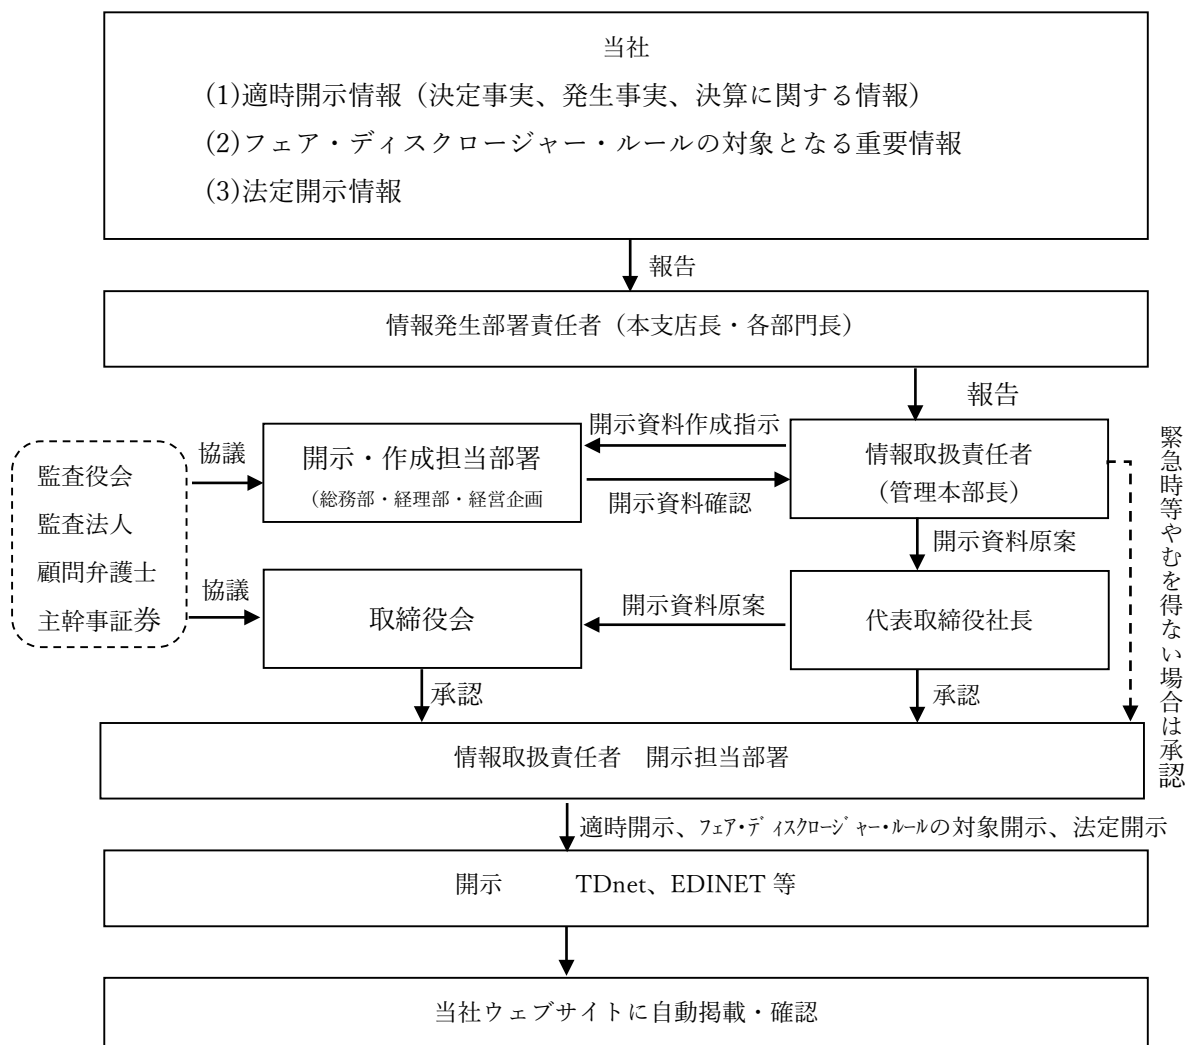 当社
(1)適時開示情報（決定事実、発生事実、決算に関する情報）
(2)フェア・ディスクロージャー・ルールの対象となる重要情報
(3)法定開示情報
報告
情報発生部署責任者（本支店長・各部門長）
報告
開示資料作成指示
協議
開示・作成担当部署
（総務部・経理部・経営企画
情報取扱責任者
（管理本部長）
開示資料確認
監査役会
監査法人
顧問弁護士
主幹事証券
緊急時等やむを得ない場合は承認
開示資料原案
協議
取締役会
開示資料原案
代表取締役社長
承認
承認
情報取扱責任者　開示担当部署
適時開示、ﾌｪｱ・ﾃﾞｨｽｸﾛｰｼﾞｬｰ・ﾙｰﾙの対象開示、法定開示
開示　　　TDnet、EDINET 等
当社ウェブサイトに自動掲載・確認